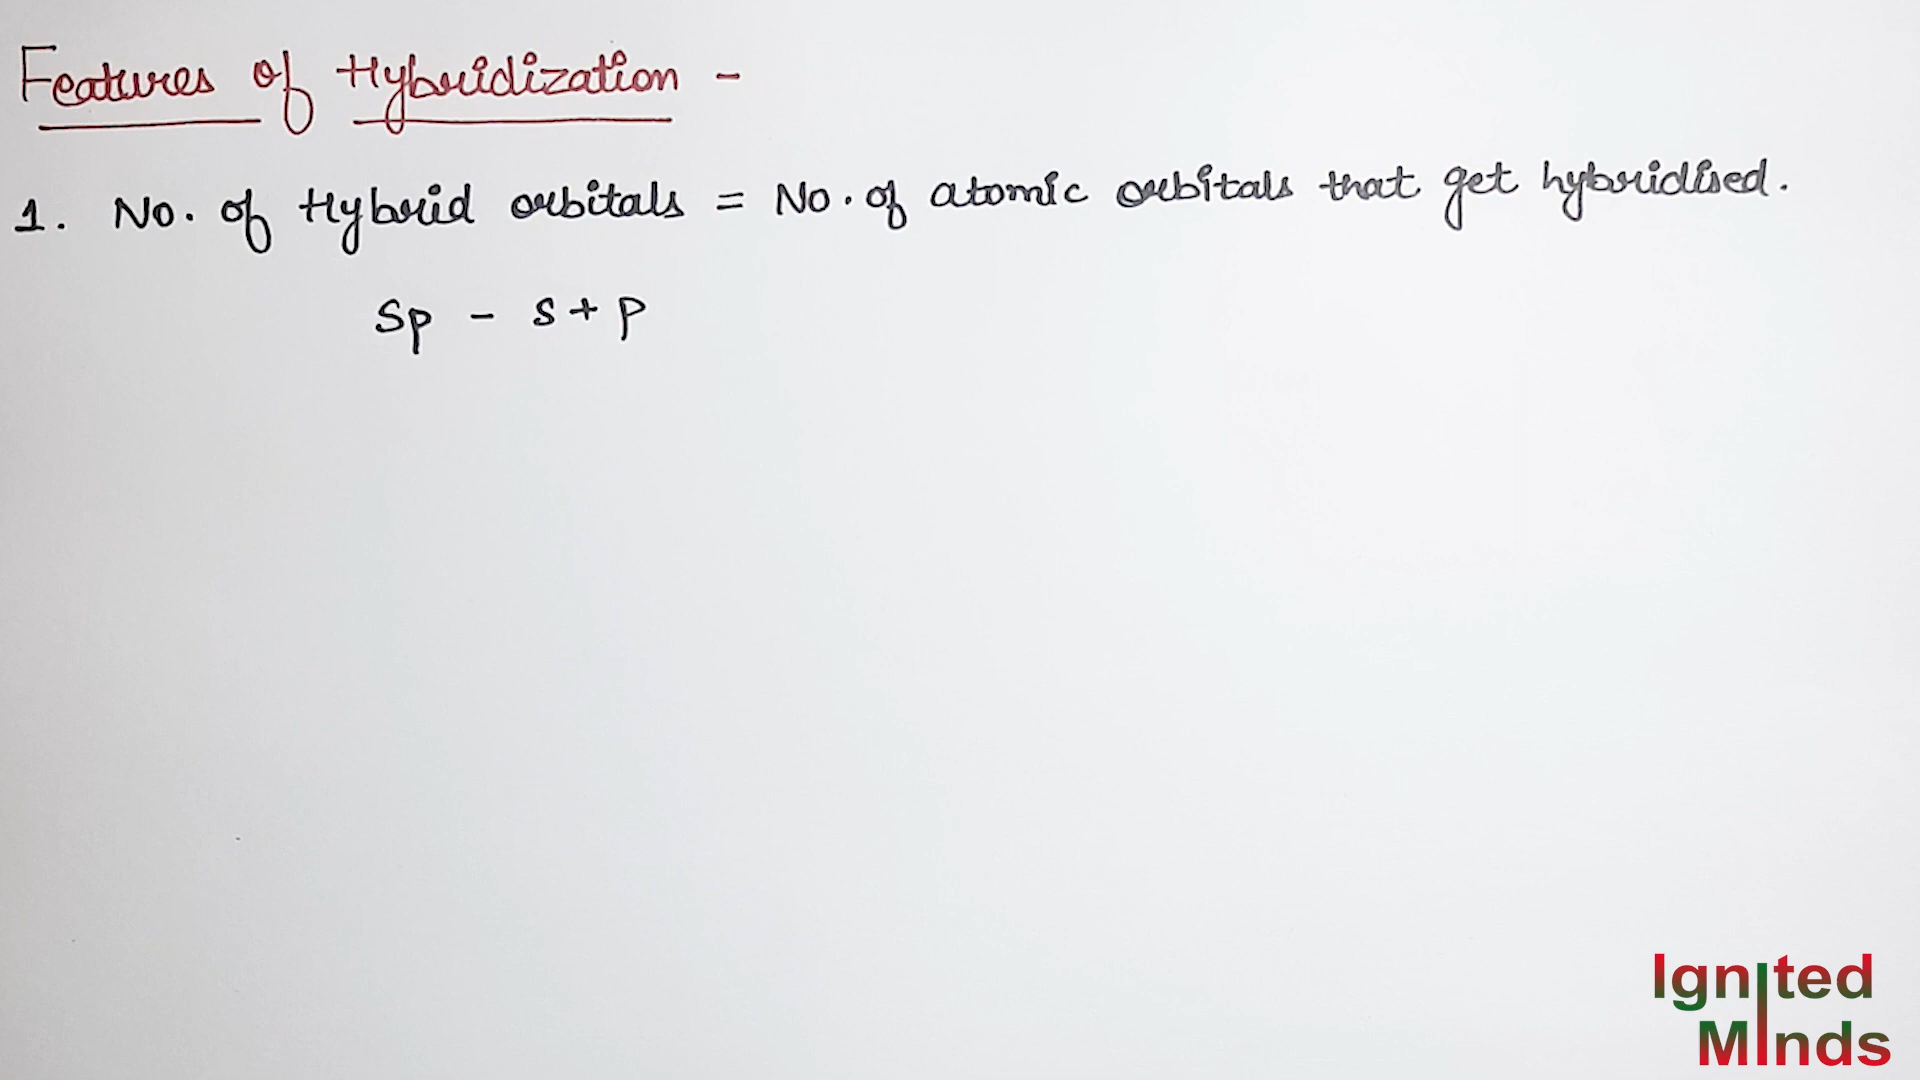 Features of Hybridization -
1. No. of Hybrid orbitals = No. of atomic orbitals that get hybridised.
Sp - s + p
Ignited
Minds